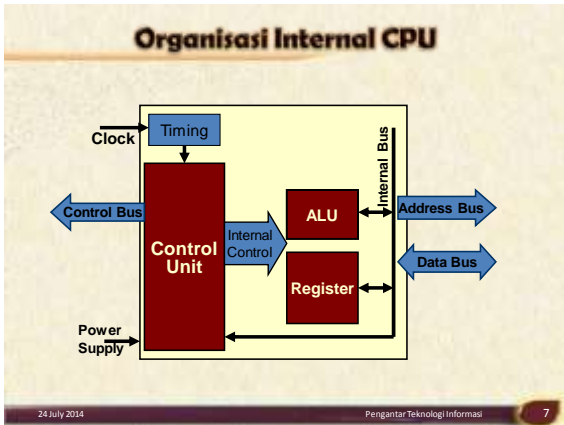 Organisasi Internal CPU
Clock
Timing
Internal Bus
Control Bus
Control
Unit
Internal
Control
ALU
Address Bus
Data Bus
Register
Power
Supply
24 July 2014
Pengantar Teknologi Informasi
7